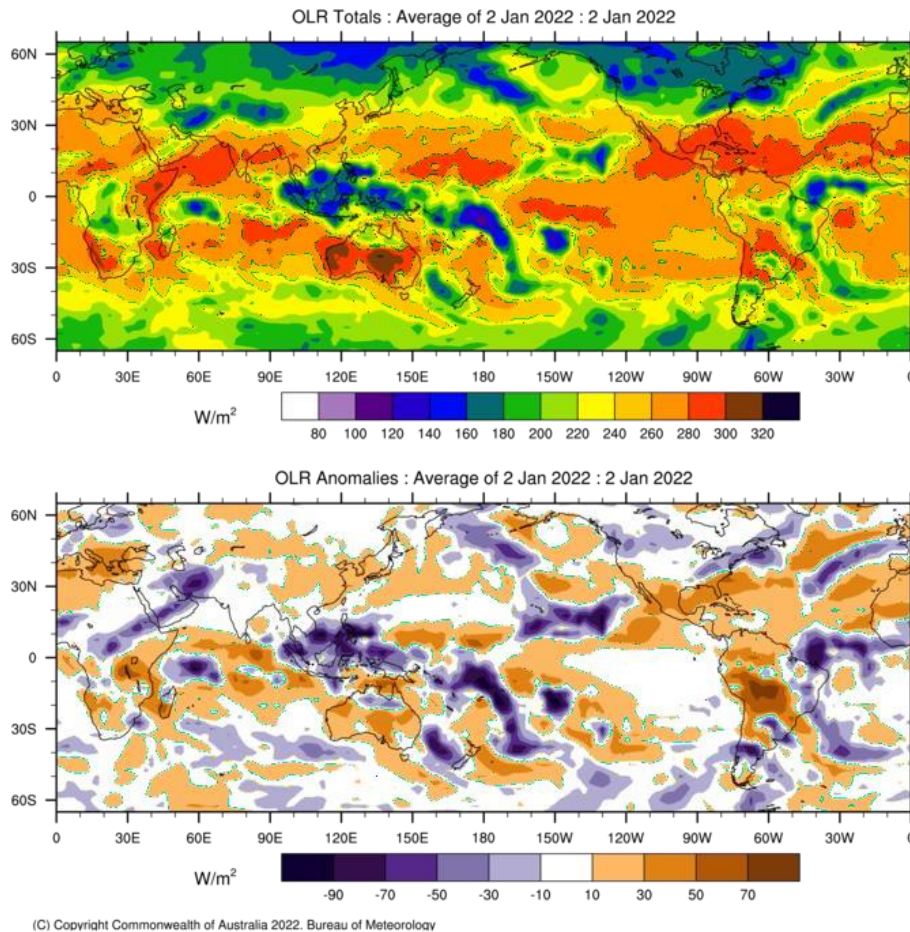 OLR Totals : Average of 2 Jan 2022 : 2 Jan 2022
60N
30N
0
30S
60S
0 30E 60E 90E 120E 150E 180 150W 120W 90W 60W 30W 0
W/m²
80 100 120 140 160 180 200 220 240 260 280 300 320
OLR Anomalies : Average of 2 Jan 2022 : 2 Jan 2022
60N
30N
0
30S
60S
0 30E 60E 90E 120E 150E 180 150W 120W 90W 60W 30W 0
W/m²
-90 -70 -50 -30 -10 10 30 50 70
(C) Copyright Commonwealth of Australia 2022. Bureau of Meteorology